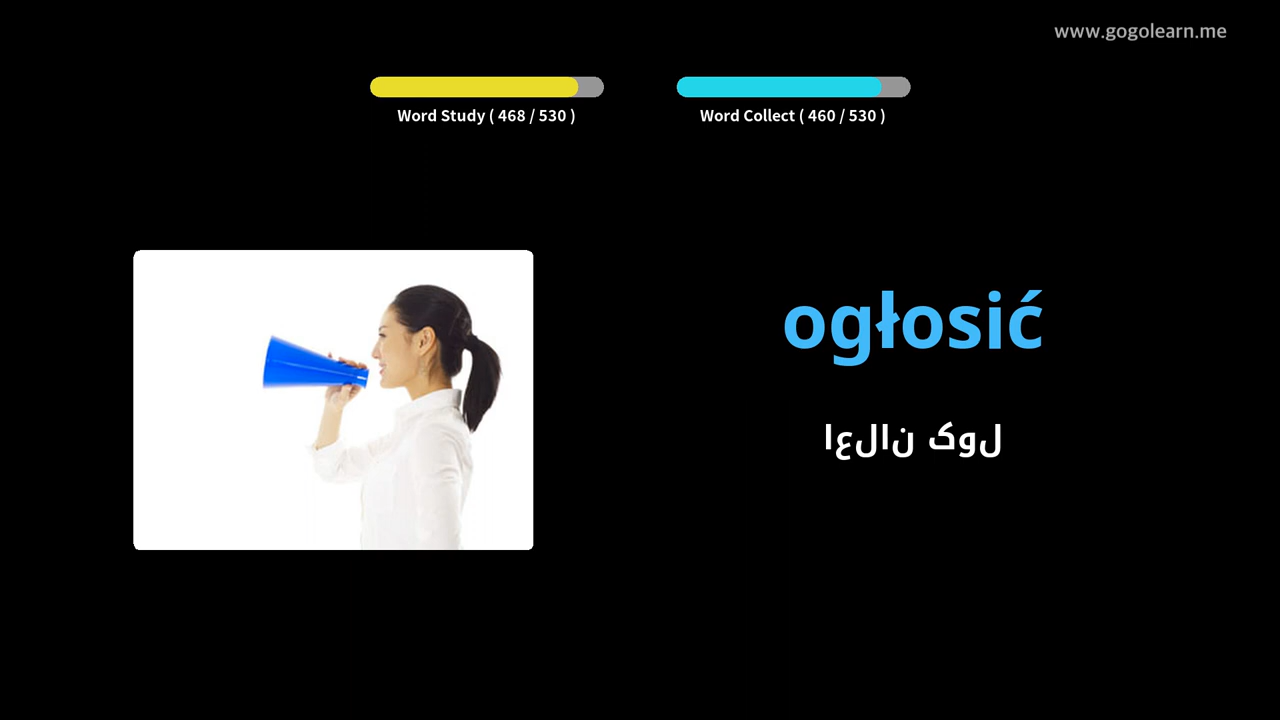 www.gogolearn.me
Word Study ( 468 / 530 )
Word Collect ( 460 / 530 )
ogłosić
اعلان کول